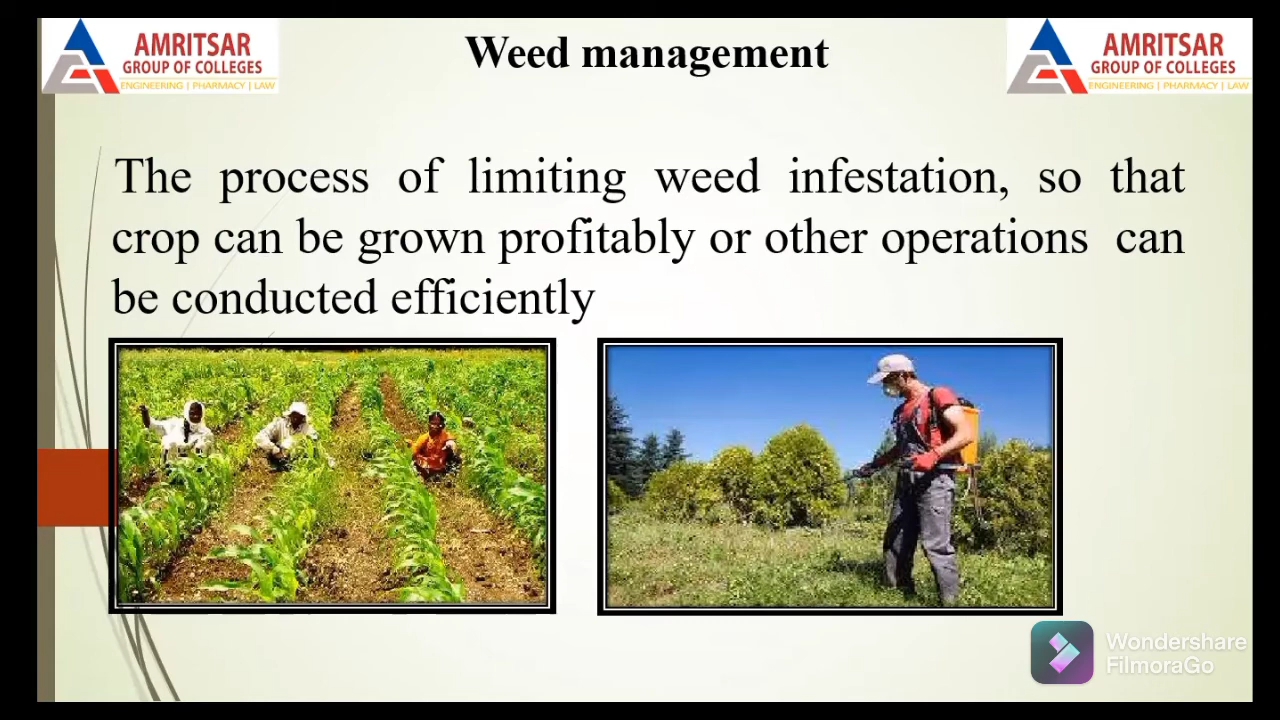 AMRITSAR
GROUP OF COLLEGES
ENGINEERING | PHARMACY | LAW
Weed management
AMRITSAR
GROUP OF COLLEGES
ENGINEERING | PHARMACY | LAW
The process of limiting weed infestation, so that
crop can be grown profitably or other operations can
be conducted efficiently
Wondershare
FilmoraGo